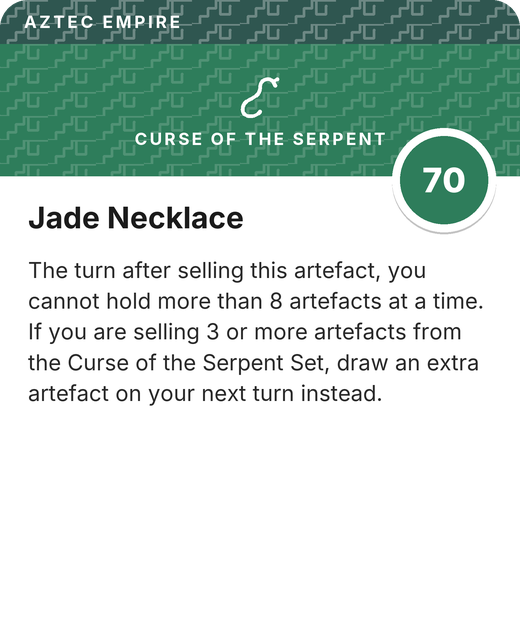 AZTEC EMPIRE
CURSE OF THE SERPENT
70
Jade Necklace
The turn after selling this artefact, you
cannot hold more than 8 artefacts at a time.
If you are selling 3 or more artefacts from
the Curse of the Serpent Set, draw an extra
artefact on your next turn instead.